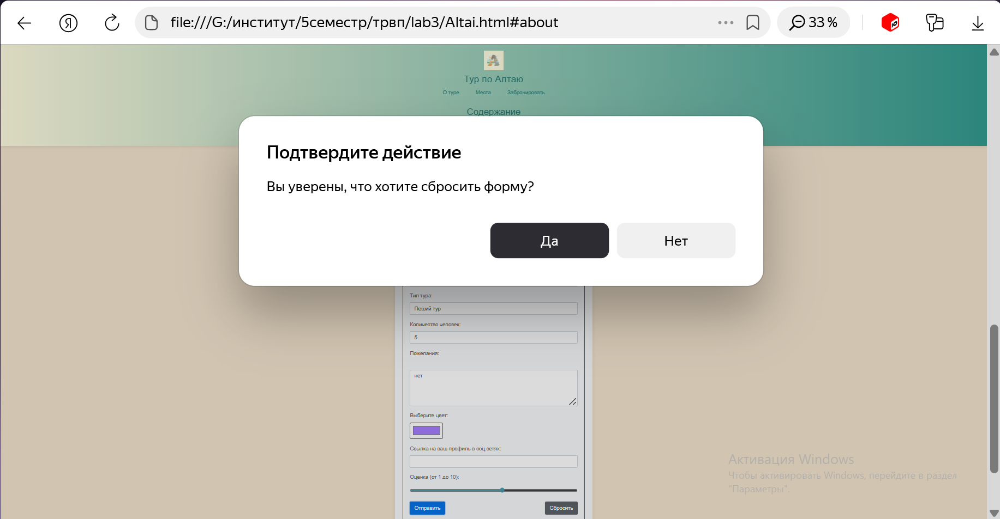 file:///G:/институт/5семестр/трвп/lab3/Altai.html#about
33 %
Тур по Алтаю
О туре Места Забронировать
Содержание
Подтвердите действие
Вы уверены, что хотите сбросить форму?
Да Нет
Тип тура:
Пеший тур
Количество человек:
5
Пожелания:
нет
Выберите цвет:
Ссылка на ваш профиль в соц.сетях:
Оценка (от 1 до 10):
Отправить Сбросить
Активация Windows
Чтобы активировать Windows, перейдите в раздел
"Параметры".